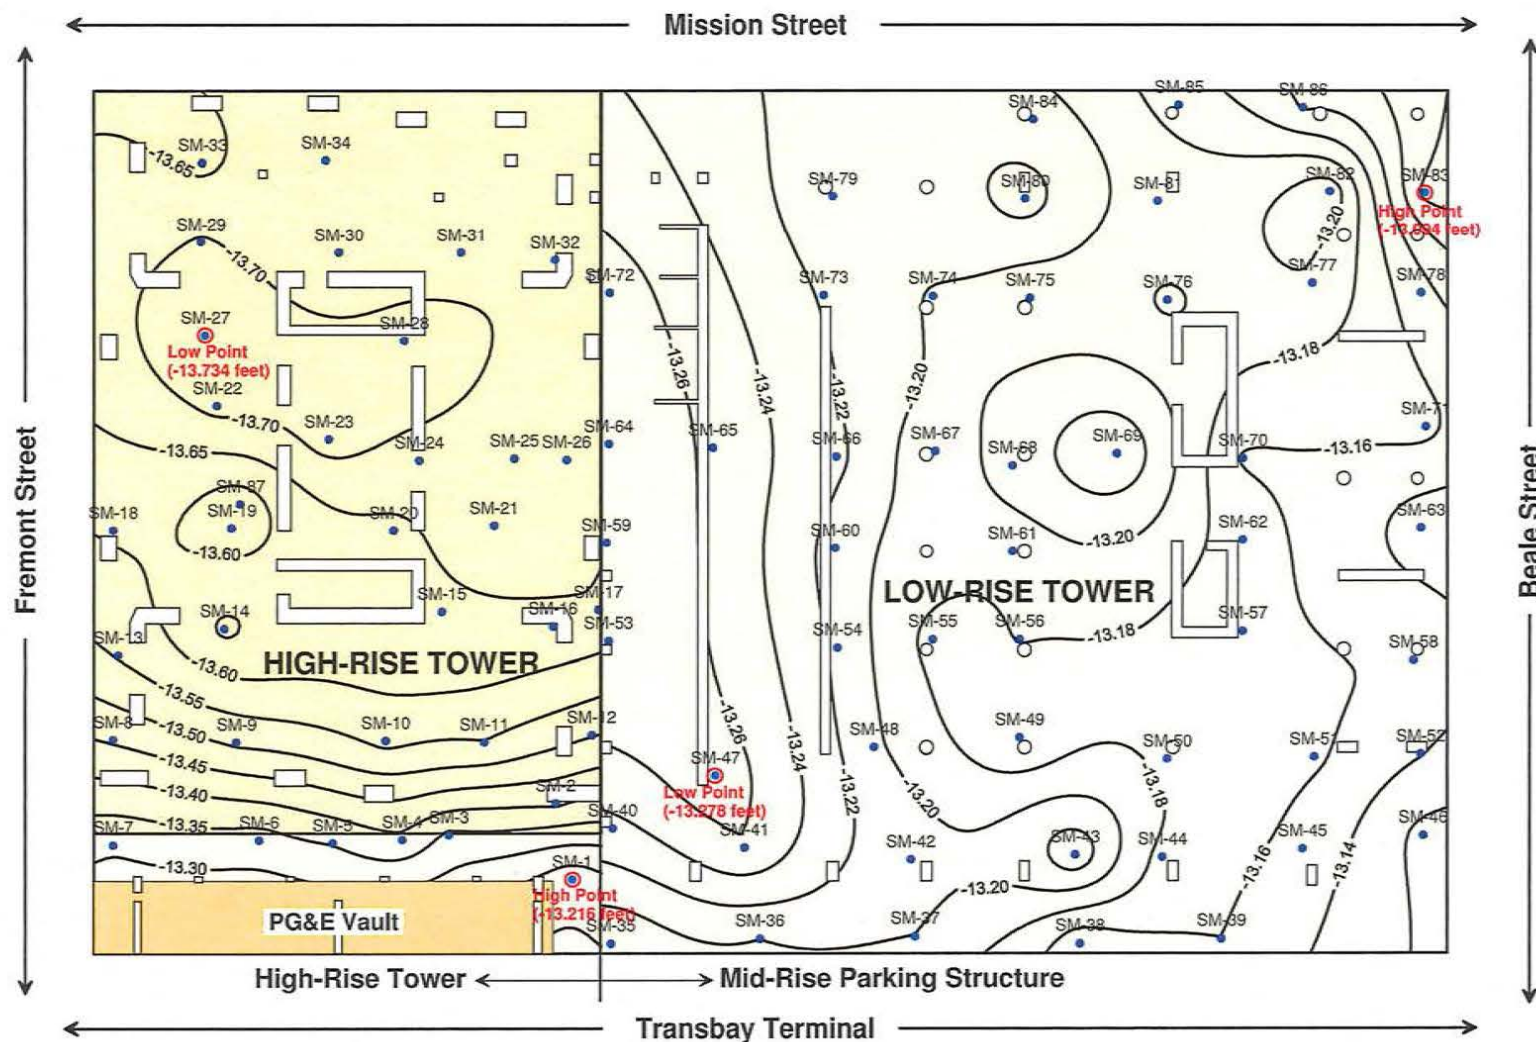 Mission Street
SM-84
SM-85
SM-86
SM-33
SM-34
-13.65
SM-79
SM-80
SM-81
SM-82
SM-83
High Point
-13.20
SM-29
SM-30
SM-31
SM-32
-13.70
SM-72
SM-73
SM-74
SM-75
SM-76
SM-77
SM-78
SM-27
SM-28
Low Point
(-13.734 feet)
-13.26
-13.24
-13.22
-13.20
-13.18
SM-22
-13.70
SM-23
SM-24
SM-25
SM-26
SM-64
SM-65
SM-66
SM-67
SM-68
SM-69
SM-70
SM-71
-13.65
-13.16
SM-87
SM-18
SM-19
SM-20
SM-21
SM-59
SM-60
SM-61
SM-62
SM-63
-13.60
-13.20
Fremont Street
Beale Street
LOW-RISE TOWER
SM-13
SM-14
SM-15
SM-16
SM-17
SM-53
SM-54
SM-55
SM-56
SM-57
SM-58
-13.18
HIGH-RISE TOWER
-13.60
-13.55
SM-8
SM-9
SM-10
SM-11
SM-12
-13.50
-13.26
-13.24
SM-48
SM-49
SM-50
SM-51
SM-52
-13.45
SM-47
Low Point
(-13.278 feet)
-13.40
SM-2
-13.22
-13.20
-13.18
SM-7
-13.35
SM-6
SM-5
SM-4
SM-3
SM-40
SM-41
SM-42
SM-43
SM-44
SM-45
SM-46
-13.30
SM-1
High Point
(-13.216 feet)
-13.20
-13.16
-13.14
PG&E Vault
SM-35
SM-36
SM-37
SM-38
SM-39
High-Rise Tower
Mid-Rise Parking Structure
Transbay Terminal